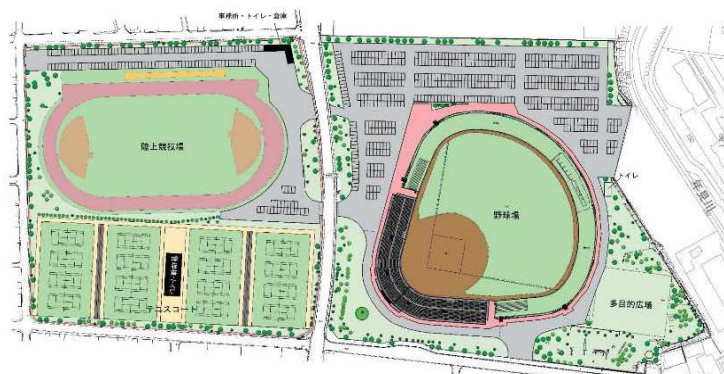 事務所・トイレ・倉庫
陸上競技場
野球場
トイレ
多目的広場
テニスコート